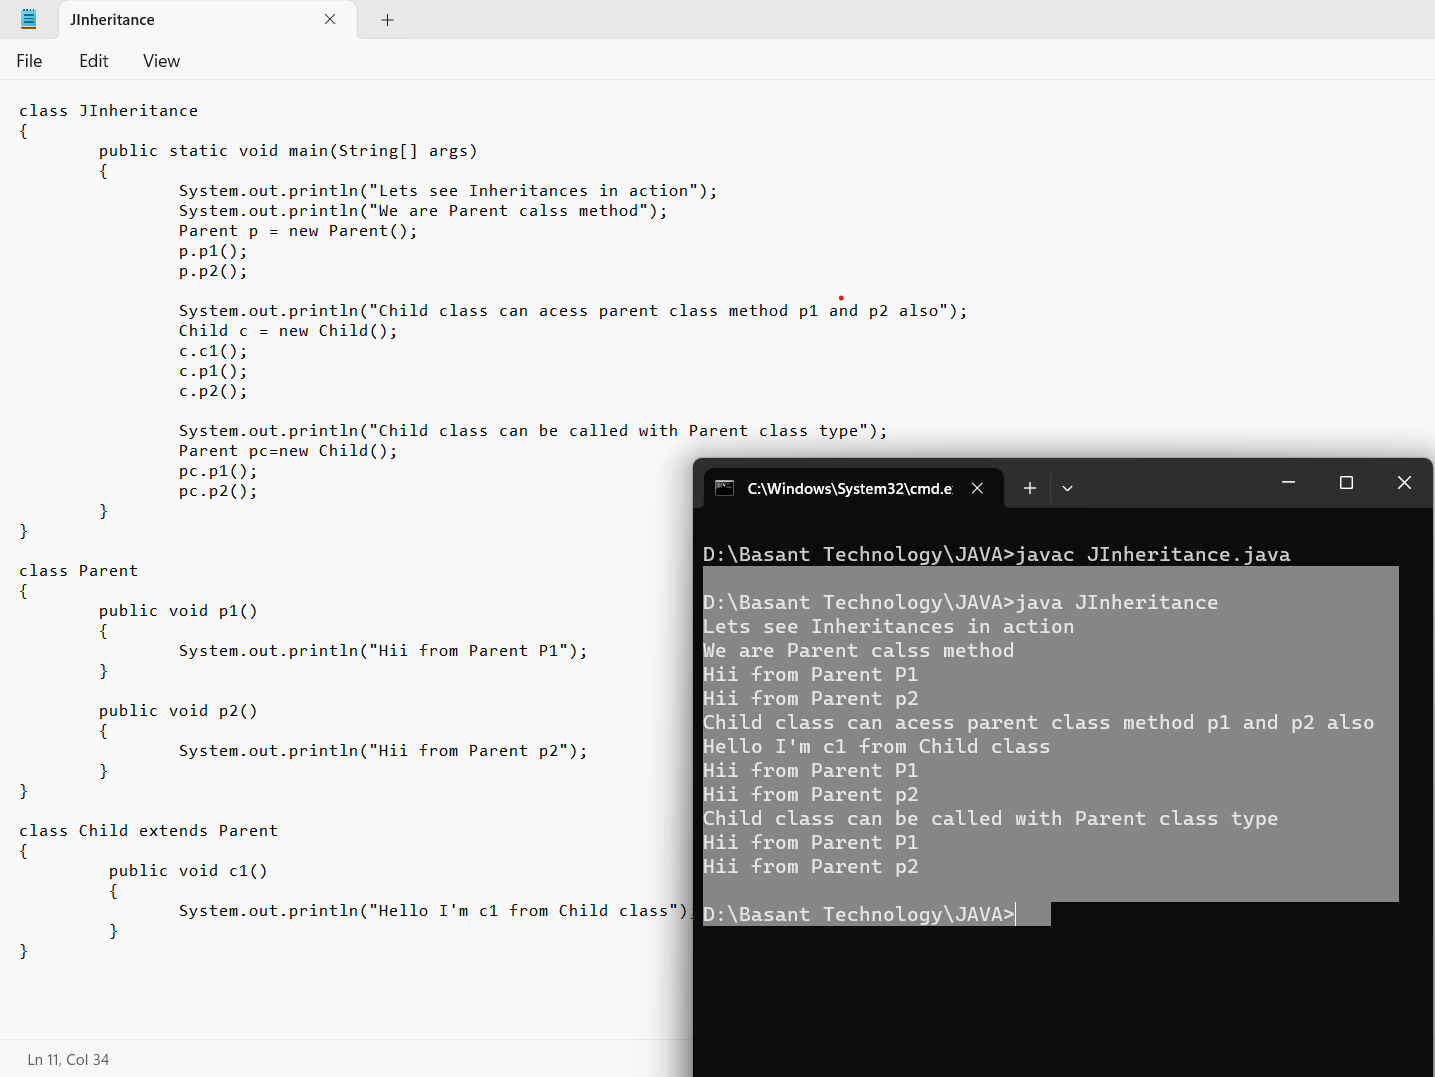 JInheritance
File Edit View
class JInheritance
{
public static void main(String[] args)
{
System.out.println("Lets see Inheritances in action");
System.out.println("We are Parent calss method");
Parent p = new Parent();
p.p1();
p.p2();
System.out.println("Child class can acess parent class method p1 and p2 also");
Child c = new Child();
c.c1();
c.p1();
c.p2();
System.out.println("Child class can be called with Parent class type");
Parent pc=new Child();
pc.p1();
pc.p2();
}
}
class Parent
{
public void p1()
{
System.out.println("Hii from Parent P1");
}
public void p2()
{
System.out.println("Hii from Parent p2");
}
}
class Child extends Parent
{
public void c1()
{
System.out.println("Hello I'm c1 from Child class");
}
}
Ln 11, Col 34
C:\Windows\System32\cmd.e
D:\Basant Technology\JAVA>javac JInheritance.java
D:\Basant Technology\JAVA>java JInheritance
Lets see Inheritances in action
We are Parent calss method
Hii from Parent P1
Hii from Parent p2
Child class can acess parent class method p1 and p2 also
Hello I'm c1 from Child class
Hii from Parent P1
Hii from Parent p2
Child class can be called with Parent class type
Hii from Parent P1
Hii from Parent p2
D:\Basant Technology\JAVA>